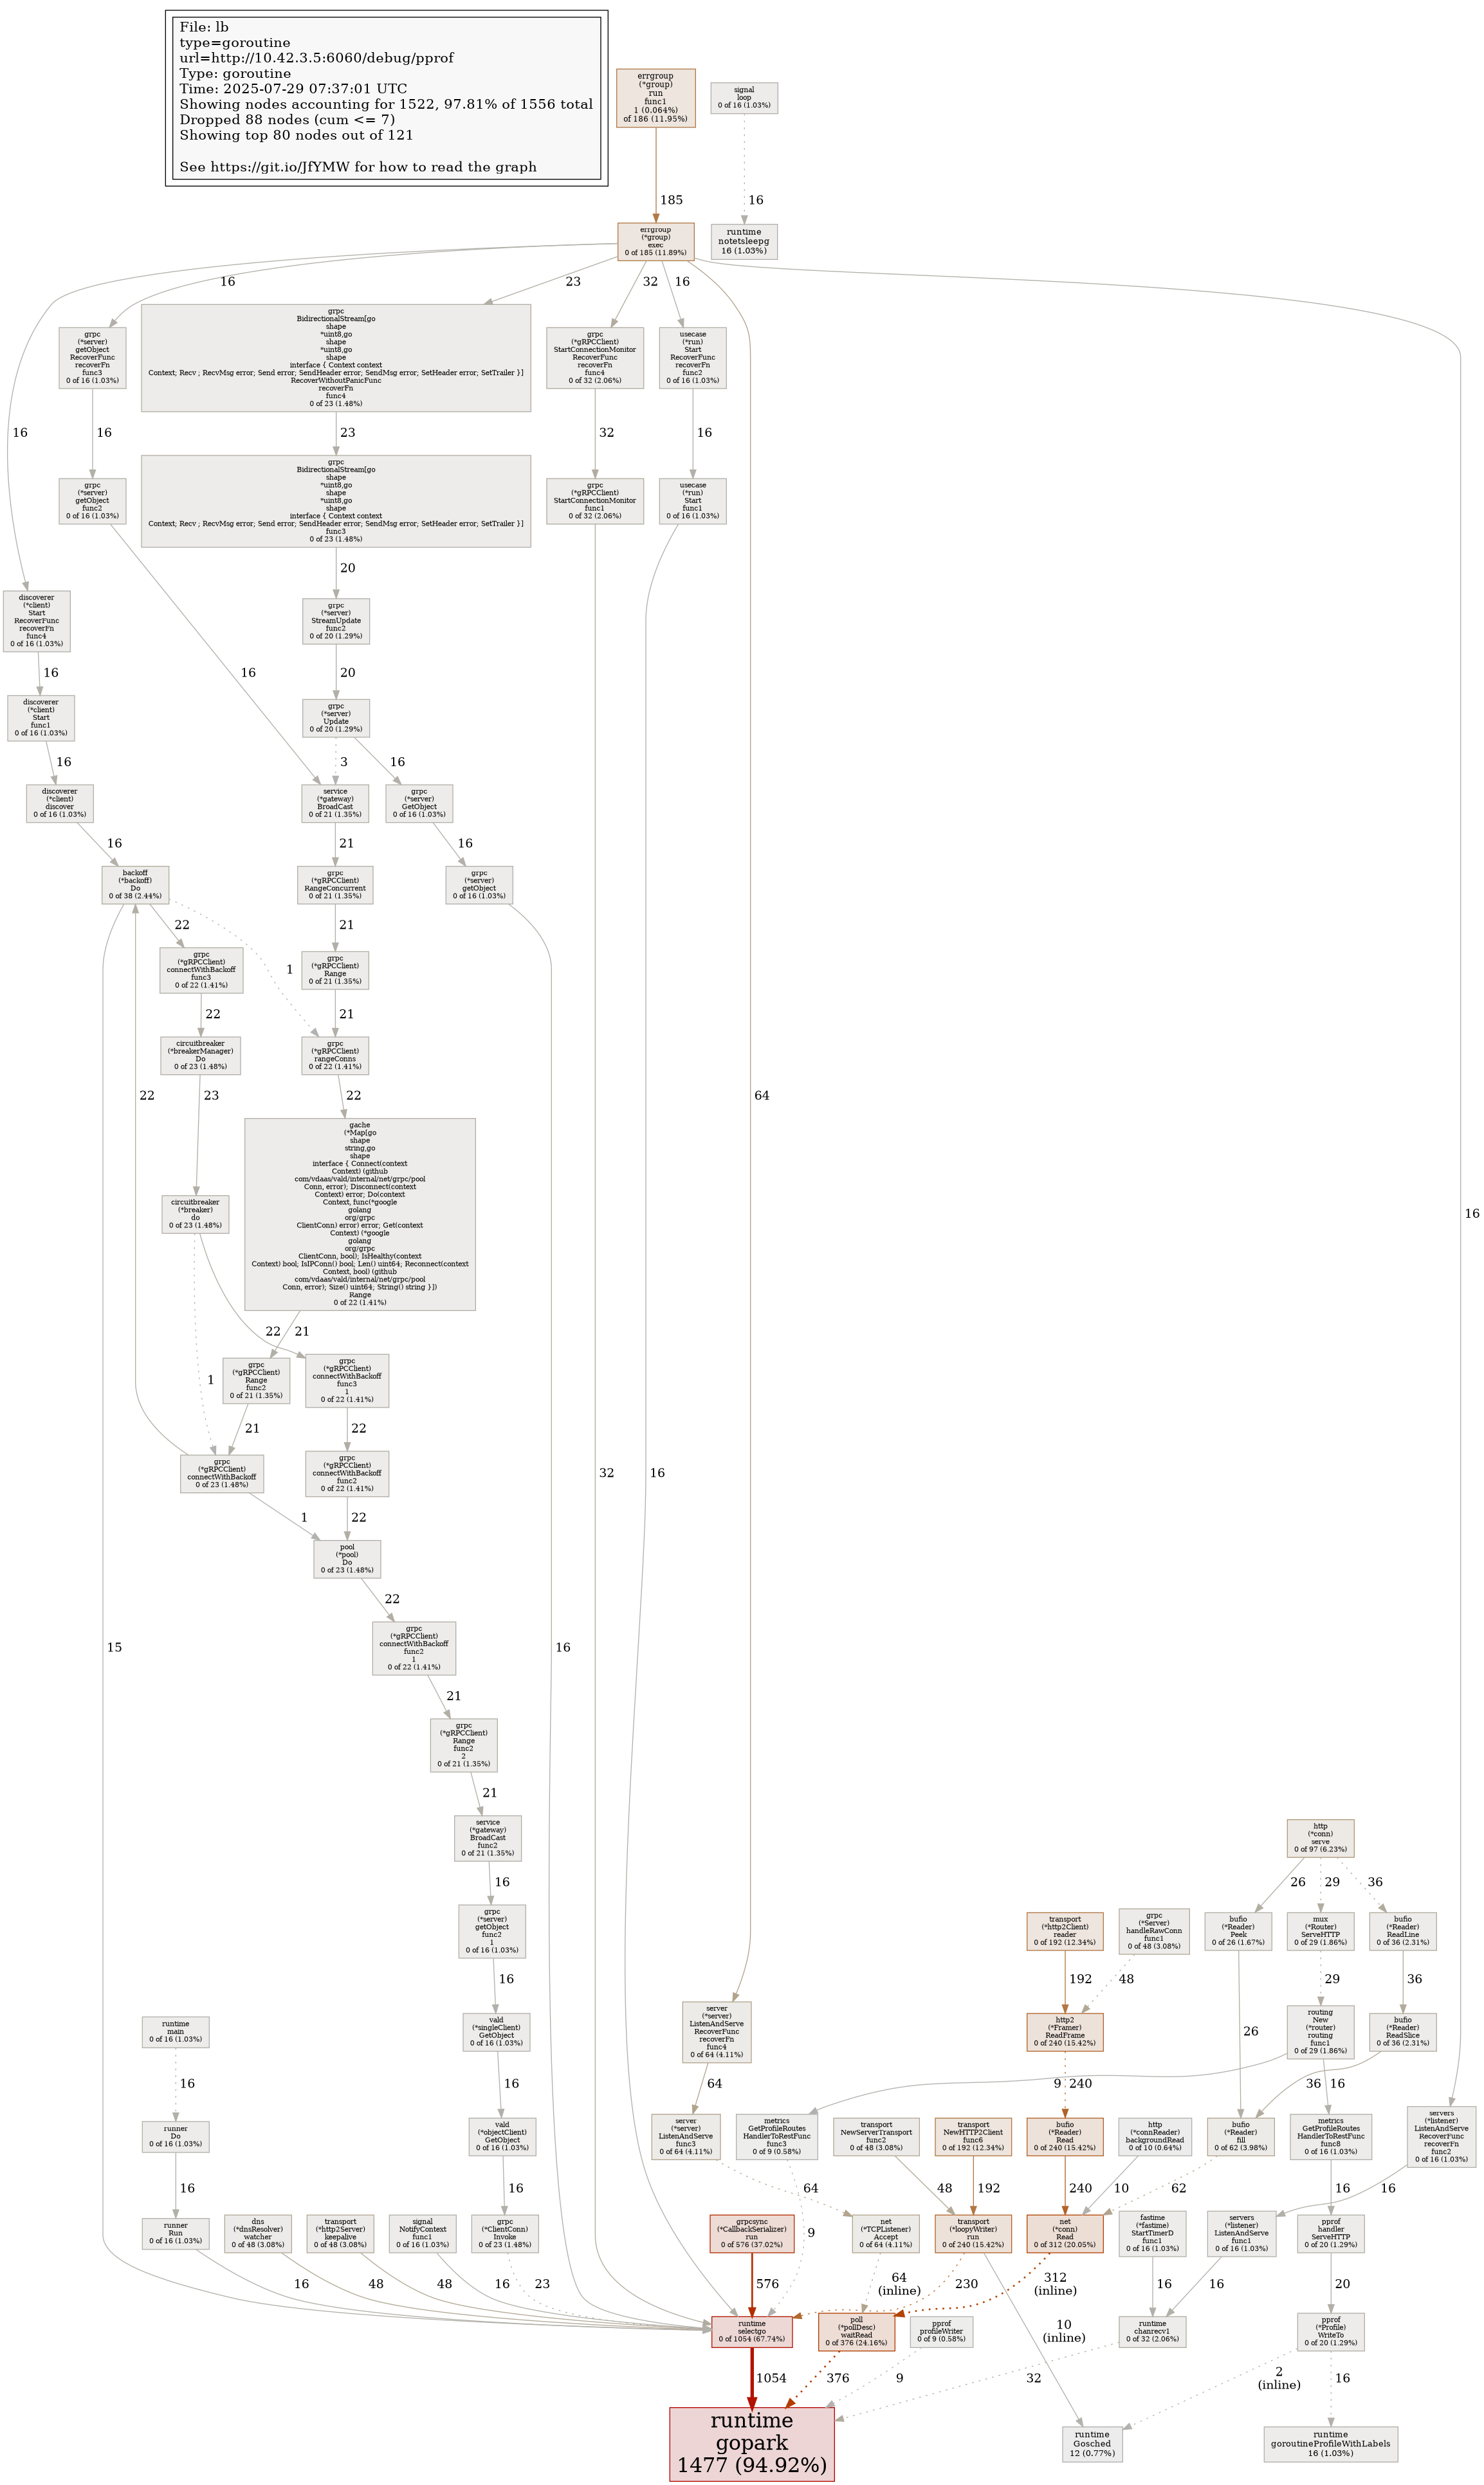 File: lb
type=goroutine
url=http://10.42.3.5:6060/debug/pprof
Type: goroutine
Time: 2025-07-29 07:37:01 UTC
Showing nodes accounting for 1522, 97.81% of 1556 total
Dropped 88 nodes (cum <= 7)
Showing top 80 nodes out of 121
See https://git.io/JfYMW for how to read the graph
errgroup
(*group)
run
func1
1 (0.064%)
of 186 (11.95%)
signal
loop
0 of 16 (1.03%)
185
16
errgroup
(*group)
exec
0 of 185 (11.89%)
runtime
notetsleepg
16 (1.03%)
16
23
32
16
grpc
(*server)
getObject
RecoverFunc
recoverFn
func3
0 of 16 (1.03%)
grpc
BidirectionalStream[go
shape
*uint8,go
shape
*uint8,go
shape
interface { Context context
Context; Recv ; RecvMsg error; Send error; SendHeader error; SendMsg error; SetHeader error; SetTrailer }]
RecoverWithoutPanicFunc
recoverFn
func4
0 of 23 (1.48%)
grpc
(*gRPCClient)
StartConnectionMonitor
RecoverFunc
recoverFn
func4
0 of 32 (2.06%)
usecase
(*run)
Start
RecoverFunc
recoverFn
func2
0 of 16 (1.03%)
16
16
23
32
16
grpc
(*server)
getObject
func2
0 of 16 (1.03%)
grpc
BidirectionalStream[go
shape
*uint8,go
shape
*uint8,go
shape
interface { Context context
Context; Recv ; RecvMsg error; Send error; SendHeader error; SendMsg error; SetHeader error; SetTrailer }]
func3
0 of 23 (1.48%)
grpc
(*gRPCClient)
StartConnectionMonitor
func1
0 of 32 (2.06%)
usecase
(*run)
Start
func1
0 of 16 (1.03%)
20
discoverer
(*client)
Start
RecoverFunc
recoverFn
func4
0 of 16 (1.03%)
grpc
(*server)
StreamUpdate
func2
0 of 20 (1.29%)
16
16
20
discoverer
(*client)
Start
func1
0 of 16 (1.03%)
grpc
(*server)
Update
0 of 20 (1.29%)
16
3
16
discoverer
(*client)
discover
0 of 16 (1.03%)
service
(*gateway)
BroadCast
0 of 21 (1.35%)
grpc
(*server)
GetObject
0 of 16 (1.03%)
16
21
16
backoff
(*backoff)
Do
0 of 38 (2.44%)
grpc
(*gRPCClient)
RangeConcurrent
0 of 21 (1.35%)
grpc
(*server)
getObject
0 of 16 (1.03%)
22
21
grpc
(*gRPCClient)
connectWithBackoff
func3
0 of 22 (1.41%)
1
grpc
(*gRPCClient)
Range
0 of 21 (1.35%)
22
21
circuitbreaker
(*breakerManager)
Do
0 of 23 (1.48%)
grpc
(*gRPCClient)
rangeConns
0 of 22 (1.41%)
22
23
22
64
gache
(*Map[go
shape
string,go
shape
interface { Connect(context
Context) (github
com/vdaas/vald/internal/net/grpc/pool
Conn, error); Disconnect(context
Context) error; Do(context
Context, func(*google
golang
org/grpc
ClientConn) error) error; Get(context
Context) (*google
golang
org/grpc
ClientConn, bool); IsHealthy(context
Context) bool; IsIPConn() bool; Len() uint64; Reconnect(context
Context, bool) (github
com/vdaas/vald/internal/net/grpc/pool
Conn, error); Size() uint64; String() string }])
Range
0 of 22 (1.41%)
circuitbreaker
(*breaker)
do
0 of 23 (1.48%)
16
22
21
1
grpc
(*gRPCClient)
Range
func2
0 of 21 (1.35%)
grpc
(*gRPCClient)
connectWithBackoff
func3
1
0 of 22 (1.41%)
21
22
grpc
(*gRPCClient)
connectWithBackoff
0 of 23 (1.48%)
grpc
(*gRPCClient)
connectWithBackoff
func2
0 of 22 (1.41%)
32
16
1
22
pool
(*pool)
Do
0 of 23 (1.48%)
22
15
16
grpc
(*gRPCClient)
connectWithBackoff
func2
1
0 of 22 (1.41%)
21
grpc
(*gRPCClient)
Range
func2
2
0 of 21 (1.35%)
21
service
(*gateway)
BroadCast
func2
0 of 21 (1.35%)
http
(*conn)
serve
0 of 97 (6.23%)
16
26
29
36
grpc
(*server)
getObject
func2
1
0 of 16 (1.03%)
transport
(*http2Client)
reader
0 of 192 (12.34%)
grpc
(*Server)
handleRawConn
func1
0 of 48 (3.08%)
bufio
(*Reader)
Peek
0 of 26 (1.67%)
mux
(*Router)
ServeHTTP
0 of 29 (1.86%)
bufio
(*Reader)
ReadLine
0 of 36 (2.31%)
16
192
48
29
36
runtime
main
0 of 16 (1.03%)
vald
(*singleClient)
GetObject
0 of 16 (1.03%)
server
(*server)
ListenAndServe
RecoverFunc
recoverFn
func4
0 of 64 (4.11%)
http2
(*Framer)
ReadFrame
0 of 240 (15.42%)
26
routing
New
(*router)
routing
func1
0 of 29 (1.86%)
bufio
(*Reader)
ReadSlice
0 of 36 (2.31%)
16
16
64
9
240
16
36
runner
Do
0 of 16 (1.03%)
vald
(*objectClient)
GetObject
0 of 16 (1.03%)
server
(*server)
ListenAndServe
func3
0 of 64 (4.11%)
metrics
GetProfileRoutes
HandlerToRestFunc
func3
0 of 9 (0.58%)
transport
NewServerTransport
func2
0 of 48 (3.08%)
transport
NewHTTP2Client
func6
0 of 192 (12.34%)
bufio
(*Reader)
Read
0 of 240 (15.42%)
http
(*connReader)
backgroundRead
0 of 10 (0.64%)
bufio
(*Reader)
fill
0 of 62 (3.98%)
metrics
GetProfileRoutes
HandlerToRestFunc
func8
0 of 16 (1.03%)
servers
(*listener)
ListenAndServe
RecoverFunc
recoverFn
func2
0 of 16 (1.03%)
16
16
64
48
192
240
10
62
16
16
runner
Run
0 of 16 (1.03%)
dns
(*dnsResolver)
watcher
0 of 48 (3.08%)
transport
(*http2Server)
keepalive
0 of 48 (3.08%)
signal
NotifyContext
func1
0 of 16 (1.03%)
grpc
(*ClientConn)
Invoke
0 of 23 (1.48%)
grpcsync
(*CallbackSerializer)
run
0 of 576 (37.02%)
9
net
(*TCPListener)
Accept
0 of 64 (4.11%)
transport
(*loopyWriter)
run
0 of 240 (15.42%)
net
(*conn)
Read
0 of 312 (20.05%)
fastime
(*fastime)
StartTimerD
func1
0 of 16 (1.03%)
servers
(*listener)
ListenAndServe
func1
0 of 16 (1.03%)
pprof
handler
ServeHTTP
0 of 20 (1.29%)
16
48
48
16
23
576
64
(inline)
230
312
(inline)
16
16
20
runtime
selectgo
0 of 1054 (67.74%)
poll
(*pollDesc)
waitRead
0 of 376 (24.16%)
pprof
profileWriter
0 of 9 (0.58%)
10
(inline)
runtime
chanrecv1
0 of 32 (2.06%)
pprof
(*Profile)
WriteTo
0 of 20 (1.29%)
1054
376
9
32
2
(inline)
16
runtime
gopark
1477 (94.92%)
runtime
Gosched
12 (0.77%)
runtime
goroutineProfileWithLabels
16 (1.03%)